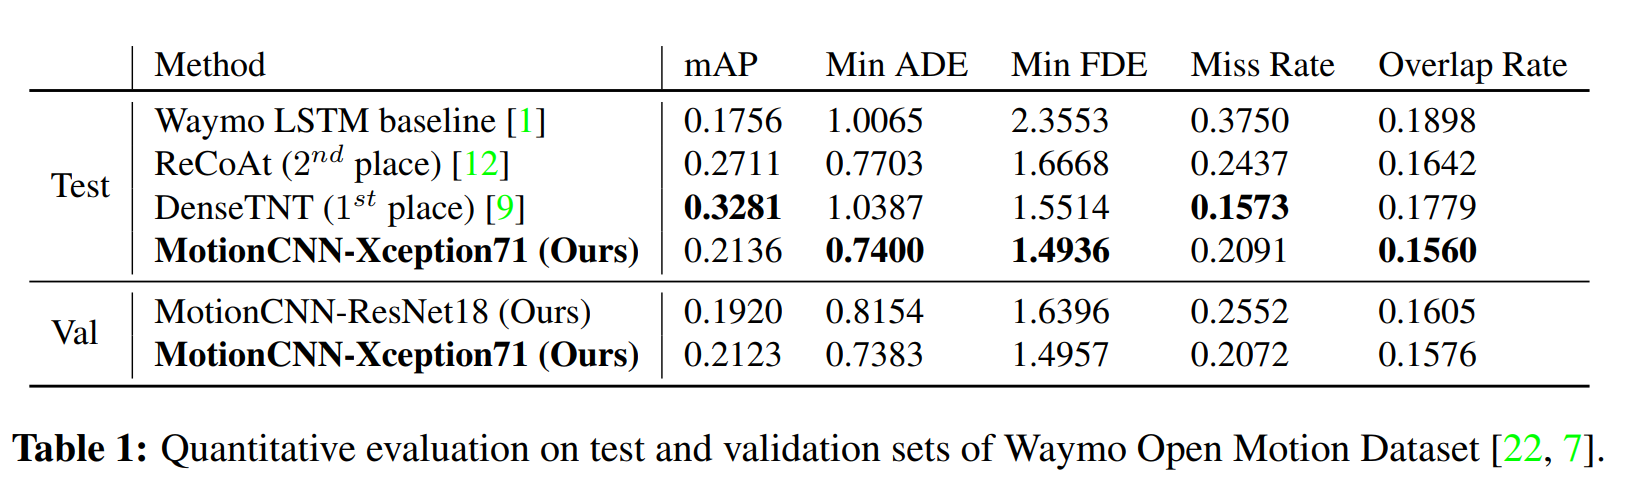 Method mAP Min ADE Min FDE Miss Rate Overlap Rate
Waymo LSTM baseline [1] 0.1756 1.0065 2.3553 0.3750 0.1898
ReCoAt (2nd place) [12] 0.2711 0.7703 1.6668 0.2437 0.1642
Test
DenseTNT (1st place) [9] 0.3281 1.0387 1.5514 0.1573 0.1779
MotionCNN-Xception71 (Ours) 0.2136 0.7400 1.4936 0.2091 0.1560
MotionCNN-ResNet18 (Ours) 0.1920 0.8154 1.6396 0.2552 0.1605
Val
MotionCNN-Xception71 (Ours) 0.2123 0.7383 1.4957 0.2072 0.1576
Table 1: Quantitative evaluation on test and validation sets of Waymo Open Motion Dataset [22, 7].